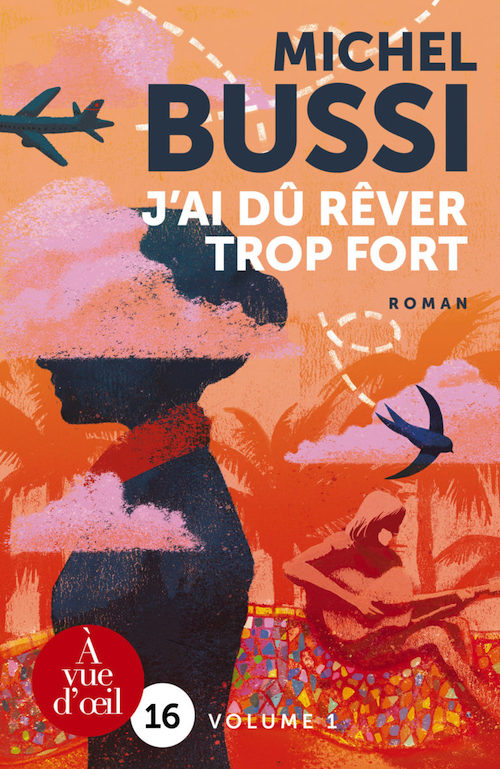 MICHEL
BUSSI
J'AI DÛ RÊVER
TROP FORT
ROMAN
À
vue
d'œil
16
VOLUME 1